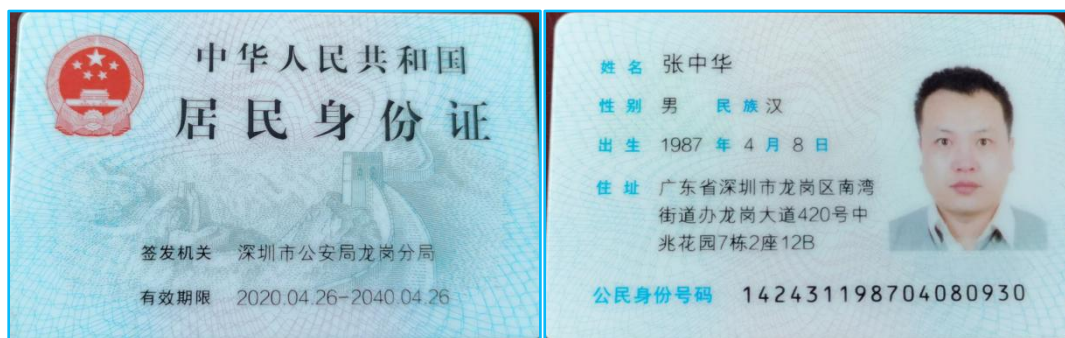 中华人民共和国
居民身份证
签发机关 深圳市公安局龙岗分局
有效期限 2020.04.26-2040.04.26
姓名 张中华
性别 男 民族 汉
出生 1987 年 4 月 8 日
住址 广东省深圳市龙岗区南湾
街道办龙岗大道420号中
兆花园7栋2座12B
公民身份号码 142431198704080930